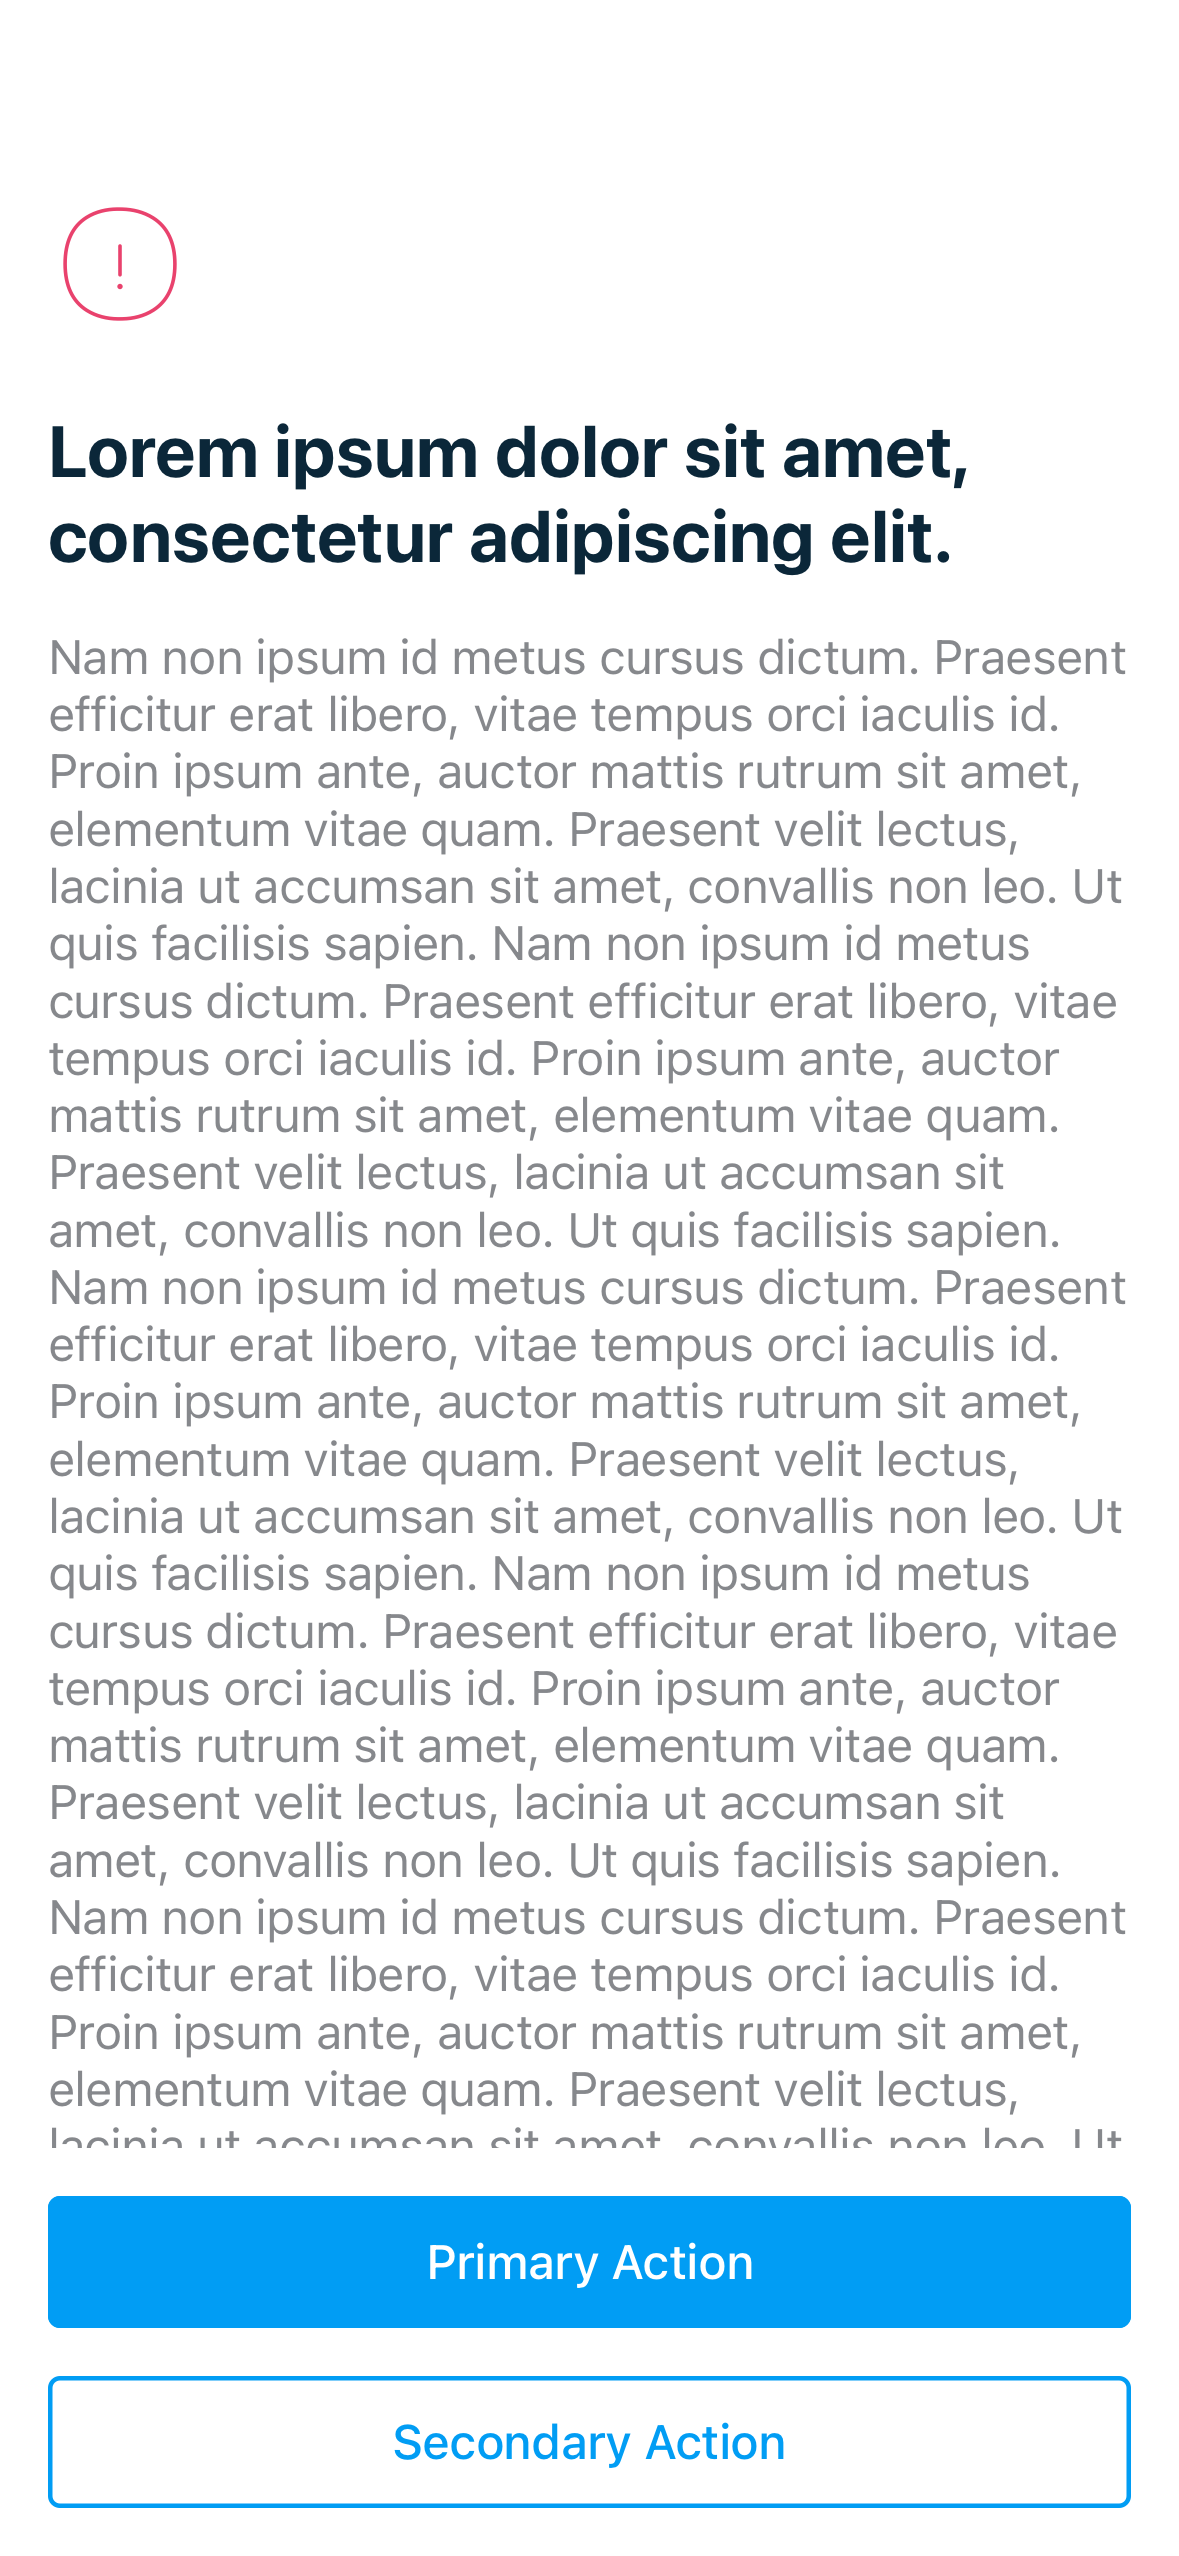 !
Lorem ipsum dolor sit amet,
consectetur adipiscing elit.
Nam non ipsum id metus cursus dictum. Praesent
efficitur erat libero, vitae tempus orci iaculis id.
Proin ipsum ante, auctor mattis rutrum sit amet,
elementum vitae quam. Praesent velit lectus,
lacinia ut accumsan sit amet, convallis non leo. Ut
quis facilisis sapien. Nam non ipsum id metus
cursus dictum. Praesent efficitur erat libero, vitae
tempus orci iaculis id. Proin ipsum ante, auctor
mattis rutrum sit amet, elementum vitae quam.
Praesent velit lectus, lacinia ut accumsan sit
amet, convallis non leo. Ut quis facilisis sapien.
Nam non ipsum id metus cursus dictum. Praesent
efficitur erat libero, vitae tempus orci iaculis id.
Proin ipsum ante, auctor mattis rutrum sit amet,
elementum vitae quam. Praesent velit lectus,
lacinia ut accumsan sit amet, convallis non leo. Ut
quis facilisis sapien. Nam non ipsum id metus
cursus dictum. Praesent efficitur erat libero, vitae
tempus orci iaculis id. Proin ipsum ante, auctor
mattis rutrum sit amet, elementum vitae quam.
Praesent velit lectus, lacinia ut accumsan sit
amet, convallis non leo. Ut quis facilisis sapien.
Nam non ipsum id metus cursus dictum. Praesent
efficitur erat libero, vitae tempus orci iaculis id.
Proin ipsum ante, auctor mattis rutrum sit amet,
elementum vitae quam. Praesent velit lectus,
lacinia ut accumsan sit amet, convallis non leo. Ut
Primary Action
Secondary Action